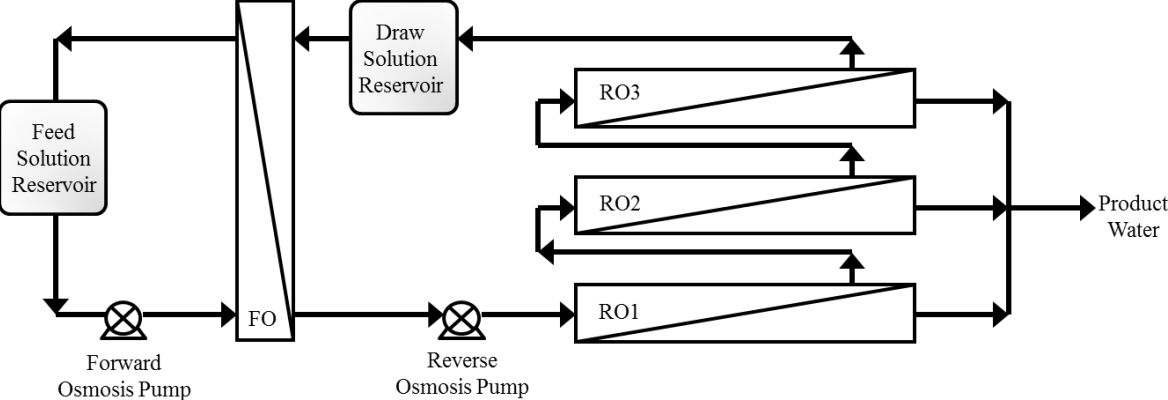 Draw
Solution
Reservoir
RO3
Feed
Solution
Reservoir
RO2
Product
Water
RO1
FO
Forward
Osmosis Pump
Reverse
Osmosis Pump